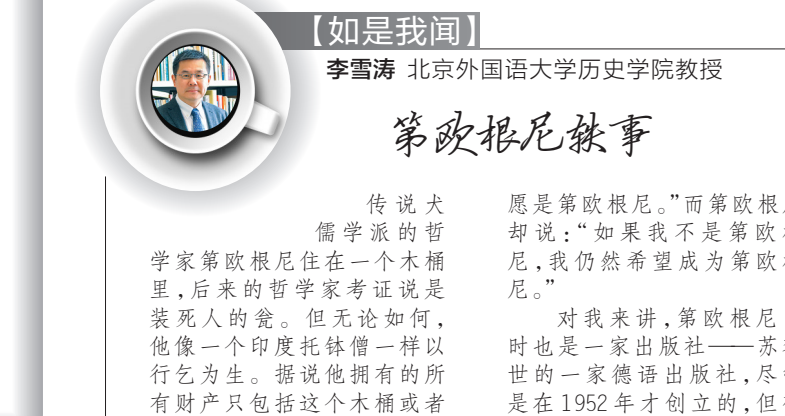 【如是我闻】
李雪涛 北京外国语大学历史学院教授
第欧根尼轶事
传说犬
儒学派的哲
学家第欧根尼住在一个木桶
里,后来的哲学家考证说是
装死人的瓮。但无论如何,
他像一个印度托钵僧一样以
行乞为生。据说他拥有的所
有财产只包括这个木桶或者
愿是第欧根尼。”而第欧根
却说:“如果我不是第欧
尼,我仍然希望成为第欧
尼。”
对我来讲,第欧根尼
时也是一家出版社——苏
世的一家德语出版社,尽
是在1952年才创立的,但